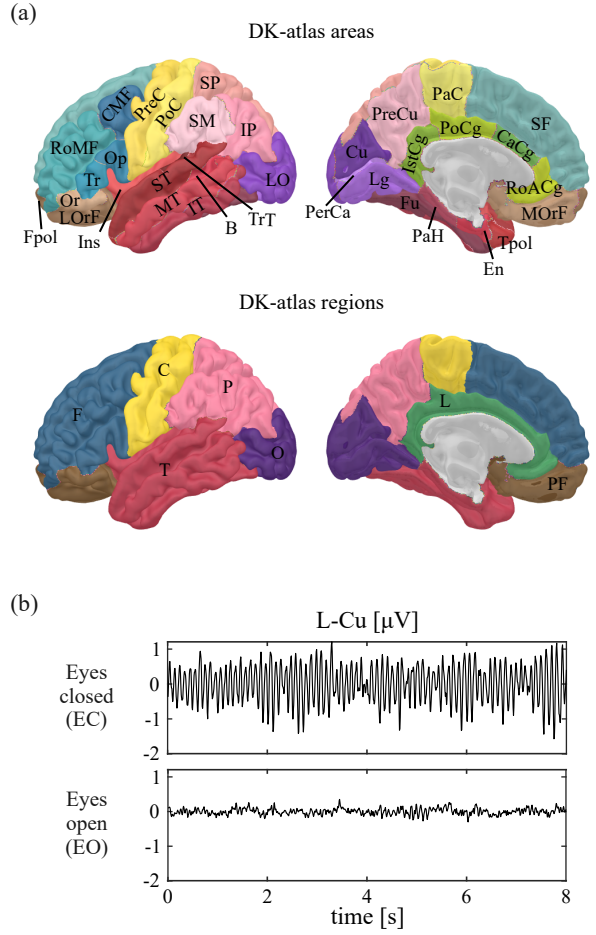 (a)
DK-atlas areas
CMF
PreC
PoC
SP
SM
IP
RoMF
Op
Tr
ST
MT
IT
LO
Or
LOrF
Fpol
Ins
B
TrT
PaC
PreCu
SF
PoCg
CaCg
IstCg
Cu
Lg
RoACg
MOrF
PerCa
Fu
PaH
Tpol
En
DK-atlas regions
F
C
P
T
O
L
PF
(b)
L-Cu [μV]
Eyes
closed
(EC)
1
0
-1
-2
Eyes
open
(EO)
1
0
-1
-2
0 2 4 6 8
time [s]